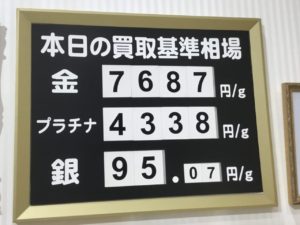 本日の買取基準相場
金 7687 円/g
プラチナ 4338 円/g
銀 95.07 円/g